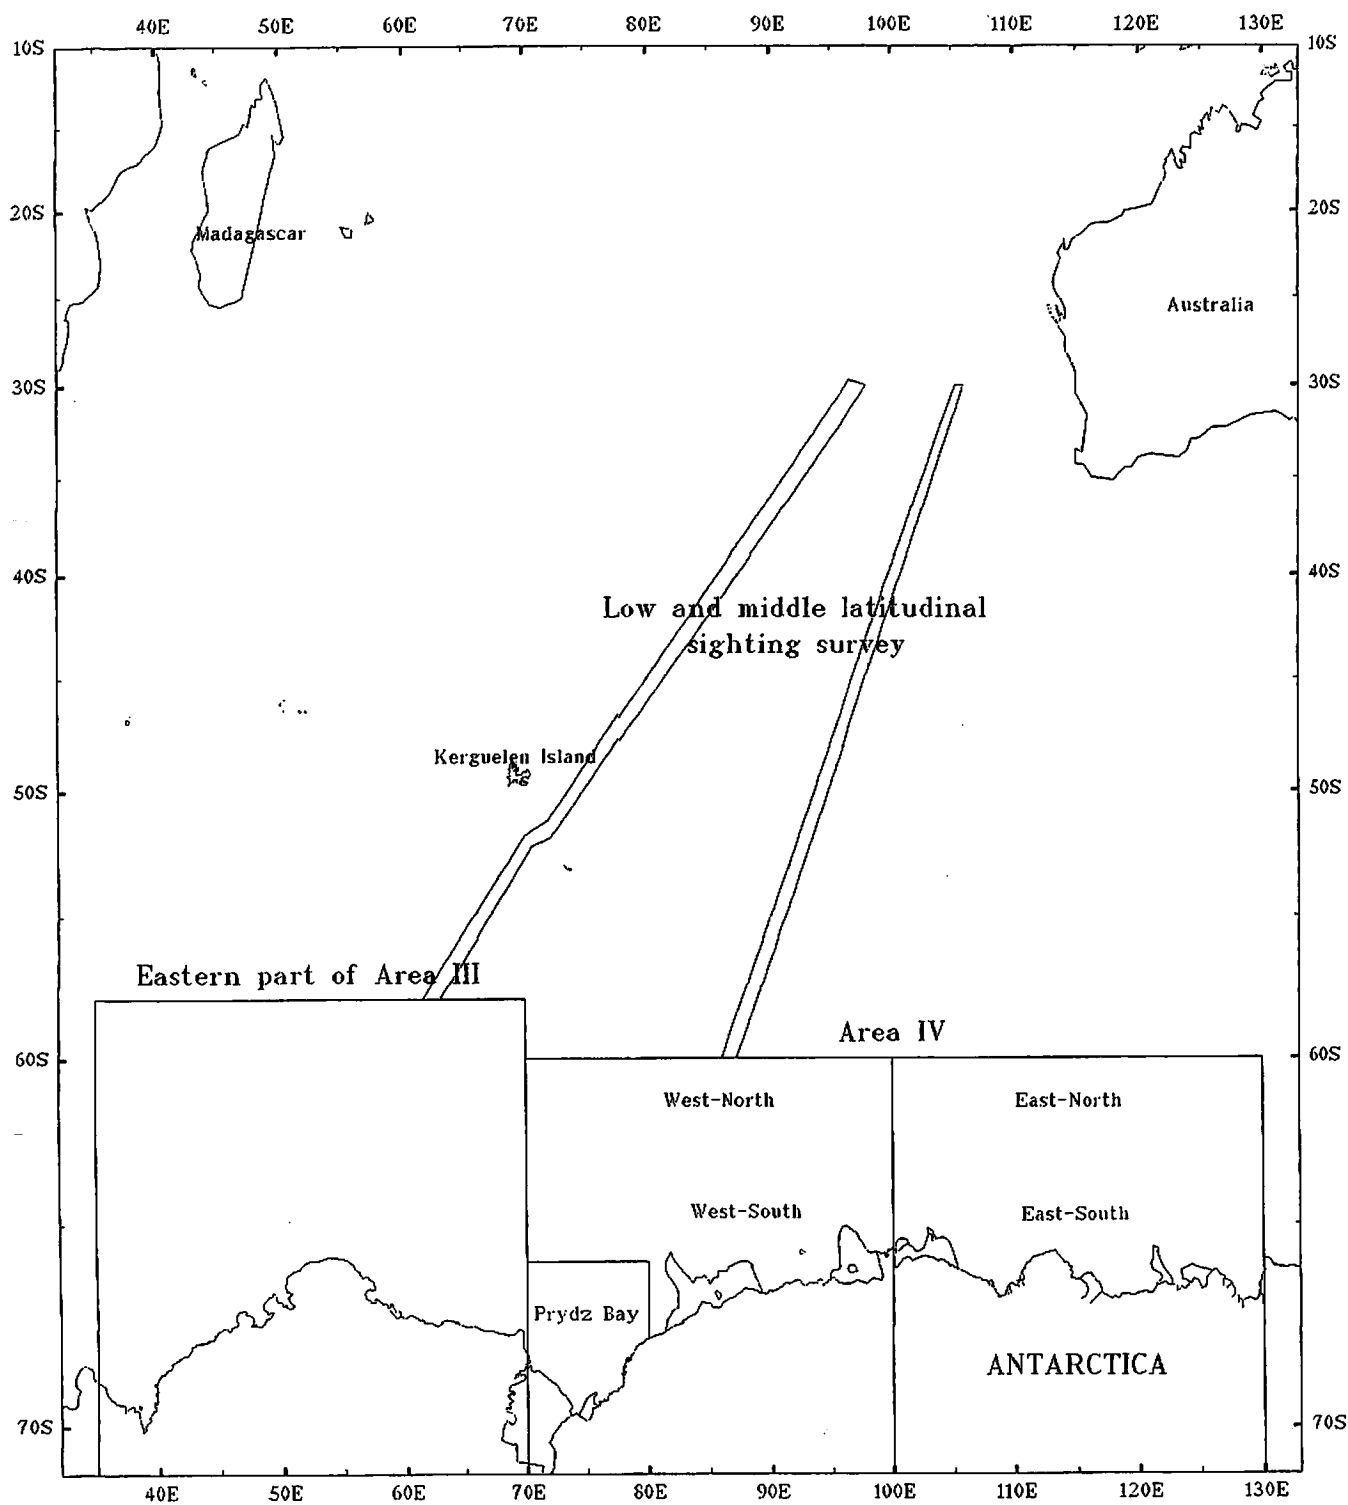 40E 50E 60E 70E 80E 90E 100E 110E 120E 130E
10S 10S
20S 20S
Madagascar
Australia
30S 30S
40S 40S
Low and middle latitudinal
sighting survey
Kerguelen Island
50S 50S
Eastern part of Area III
Area IV
60S 60S
West-North East-North
West-South East-South
Prydz Bay
ANTARCTICA
70S 70S
40E 50E 60E 70E 80E 90E 100E 110E 120E 130E